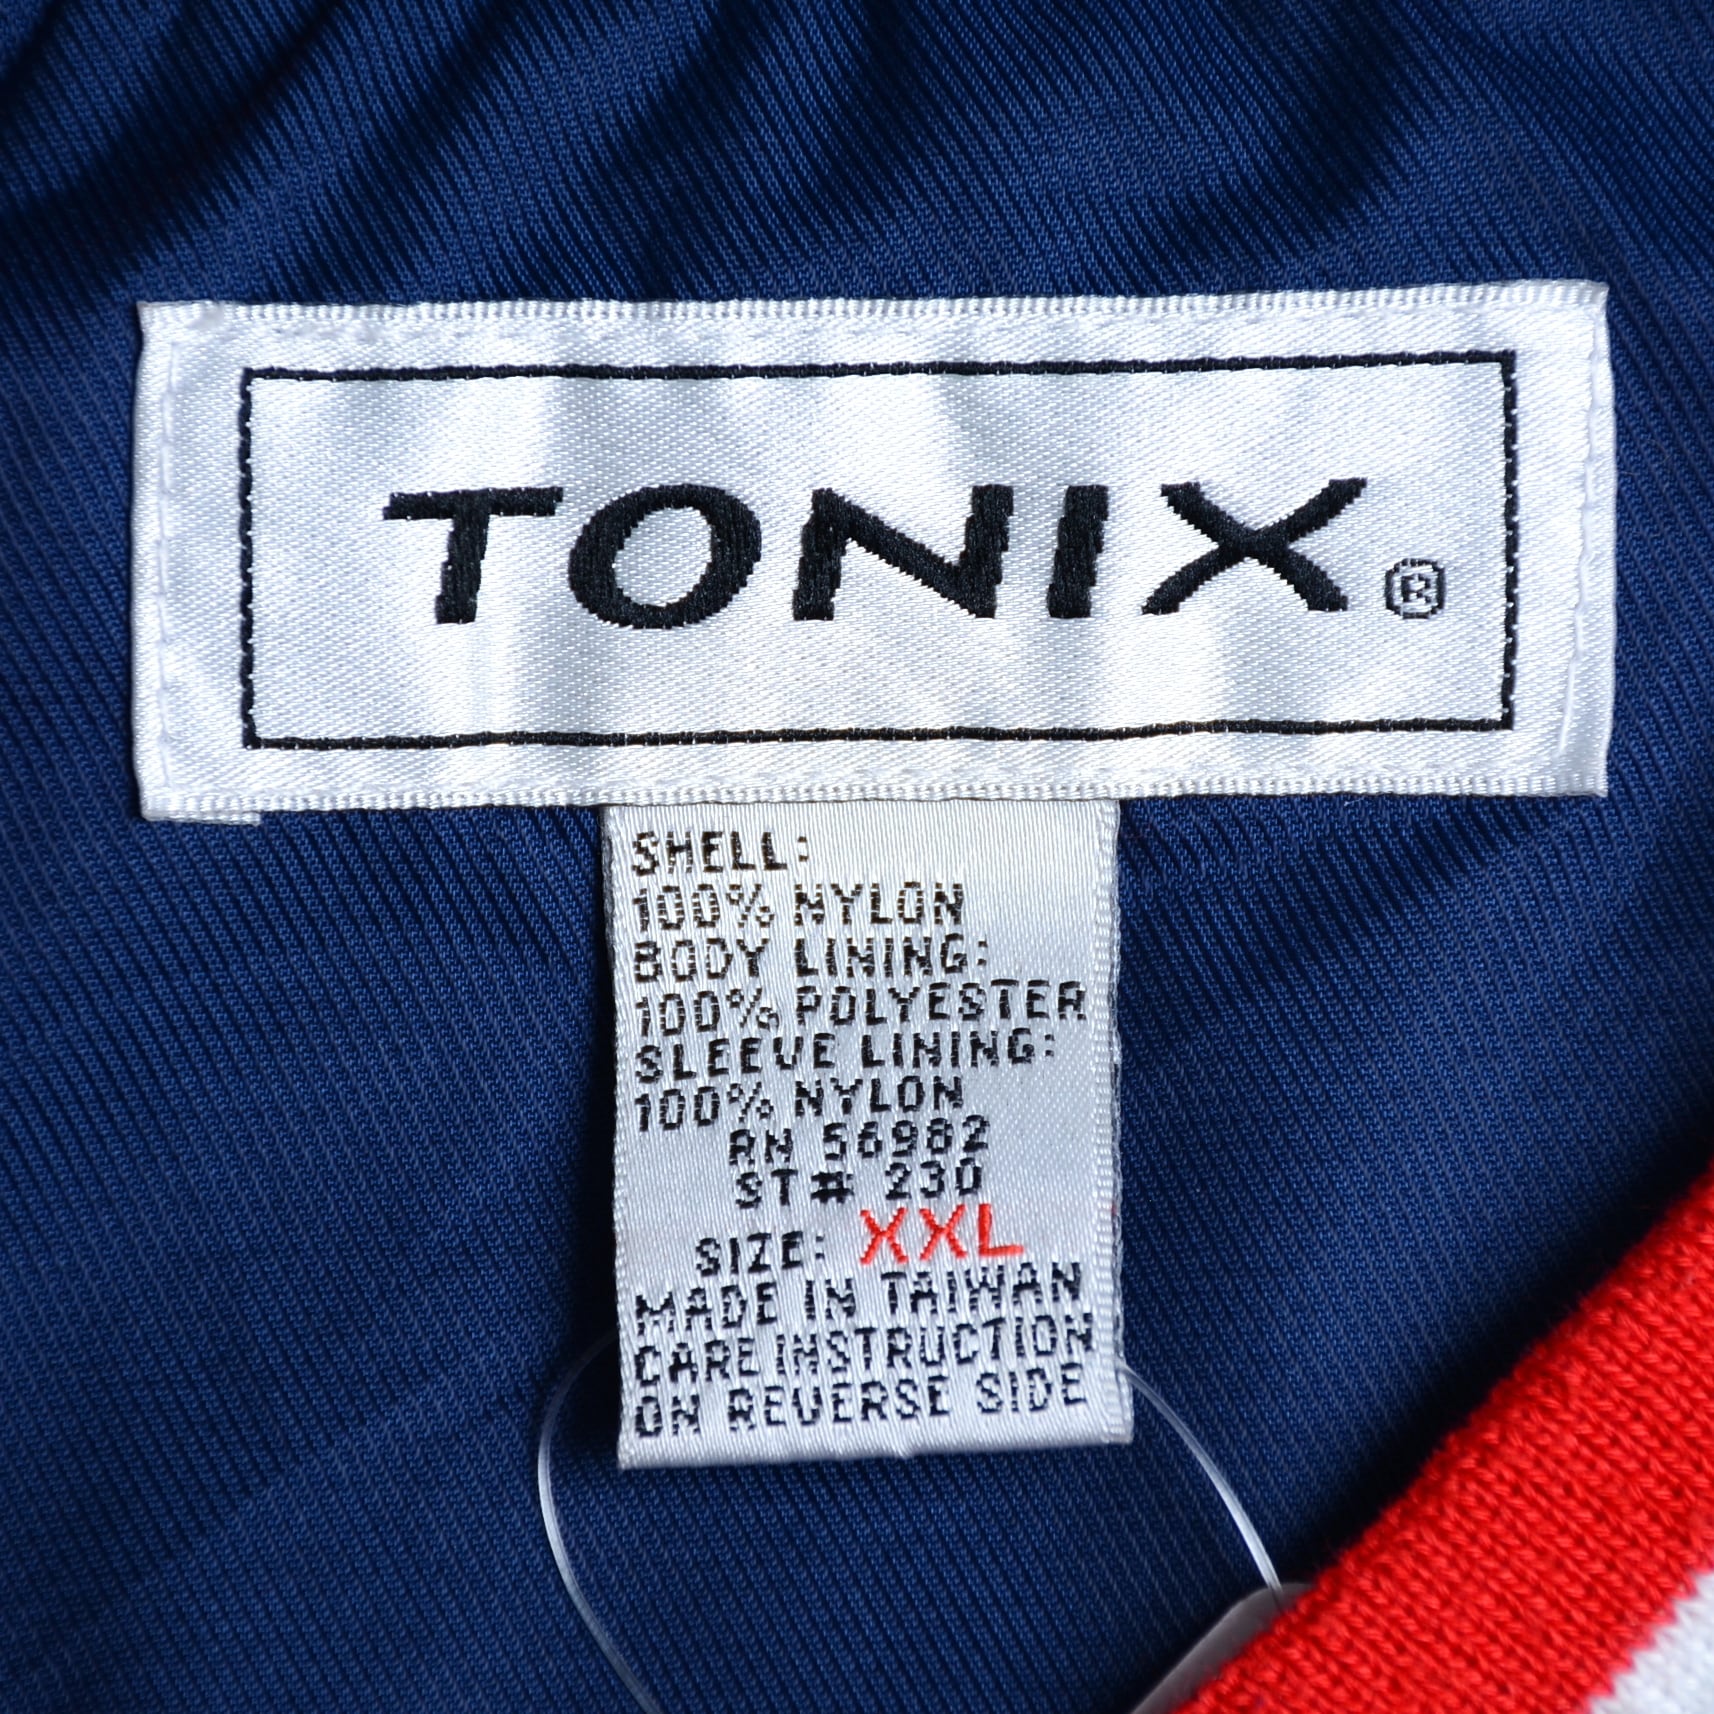 TONIX®
SHELL:
100% NYLON
BODY LINING:
100% POLYESTER
SLEEVE LINING:
100% NYLON
RN 56982
ST# 230
SIZE: XXL
MADE IN TAIWAN
CARE INSTRUCTION
ON REVERSE SIDE